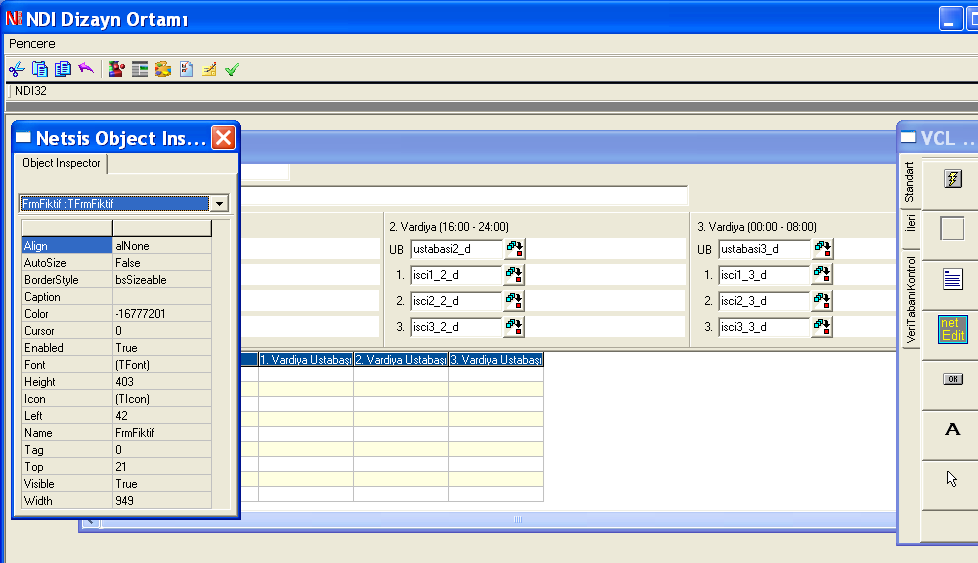 NDI Dizayn Ortamı
Pencere
NDI32
Netsis Object Ins...
Object Inspector
FrmFiktif :TFrmFiktif
Align alNone
AutoSize False
BorderStyle bsSizeable
Caption
Color -16777201
Cursor 0
Enabled True
Font (TFont)
Height 403
Icon (TIcon)
Left 42
Name FrmFiktif
Tag 0
Top 21
Visible True
Width 949
2. Vardiya (16:00 - 24:00)
UB ustabasi2_d
1. isci1_2_d
2. isci2_2_d
3. isci3_2_d
3. Vardiya (00:00 - 08:00)
UB ustabasi3_d
1. isci1_3_d
2. isci2_3_d
3. isci3_3_d
1. Vardiya Ustabaşı 2. Vardiya Ustabaşı 3. Vardiya Ustabaşı
VCL ...
Standart
İleri
VeriTabanıKontrol
net
Edit
OK
A